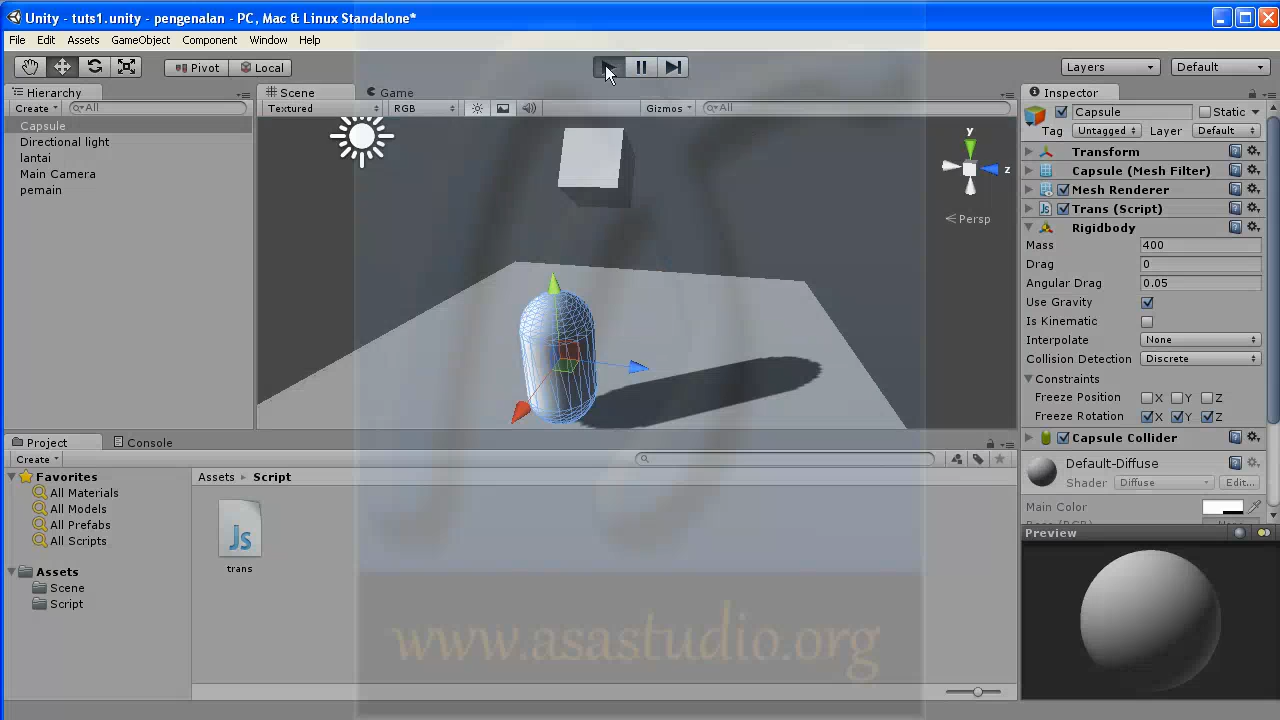 Unity - tuts1.unity - pengenalan - PC, Mac & Linux Standalone*
File Edit Assets GameObject Component Window Help
Pivot Local Layers Default
Hierarchy Scene Game Inspector
Create All Textured RGB Gizmos All Capsule Static
Capsule Tag Untagged Layer Default
Directional light y Transform
lantai z Capsule (Mesh Filter)
Main Camera Mesh Renderer
pemain Persp Trans (Script)
Rigidbody
Mass 400
Drag 0
Angular Drag 0.05
Use Gravity
Is Kinematic
Interpolate None
Collision Detection Discrete
Constraints
Freeze Position X Y Z
Freeze Rotation X Y Z
Capsule Collider
Project Console
Create
Default-Diffuse
Shader Diffuse Edit...
Favorites Assets Script
All Materials
All Models
All Prefabs
All Scripts
Main Color
Preview
Js
trans
Assets
Scene
Script
www.asastudio.org